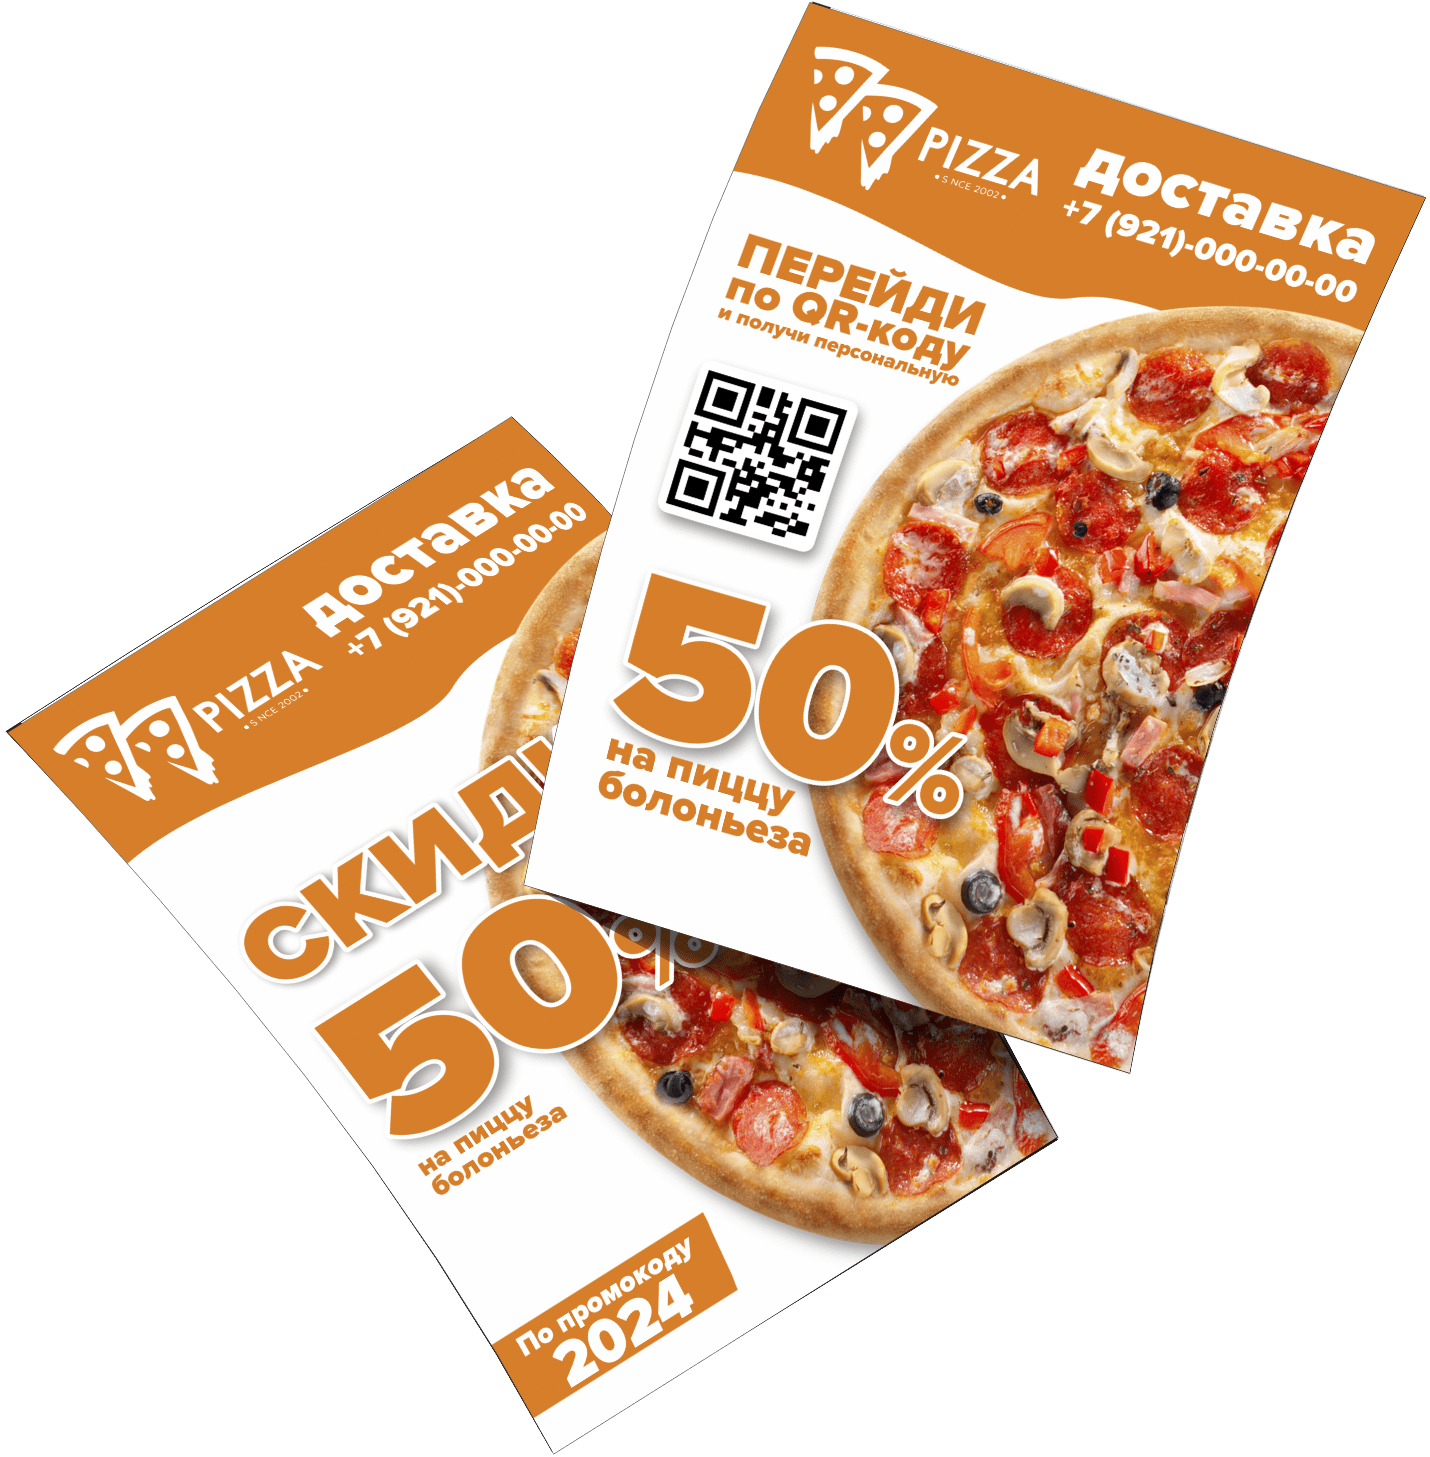 PIZZA
• S NCE 2002 •
доставка
+7 (921)-000-00-00
ПЕРЕЙДИ
по QR-коду
и получи персональную
50%
на пиццу
болоньеза
PIZZA
• S NCE 2002 •
доставка
+7 (921)-000-00-00
50%
на пиццу
болоньеза
По промокоду
2024